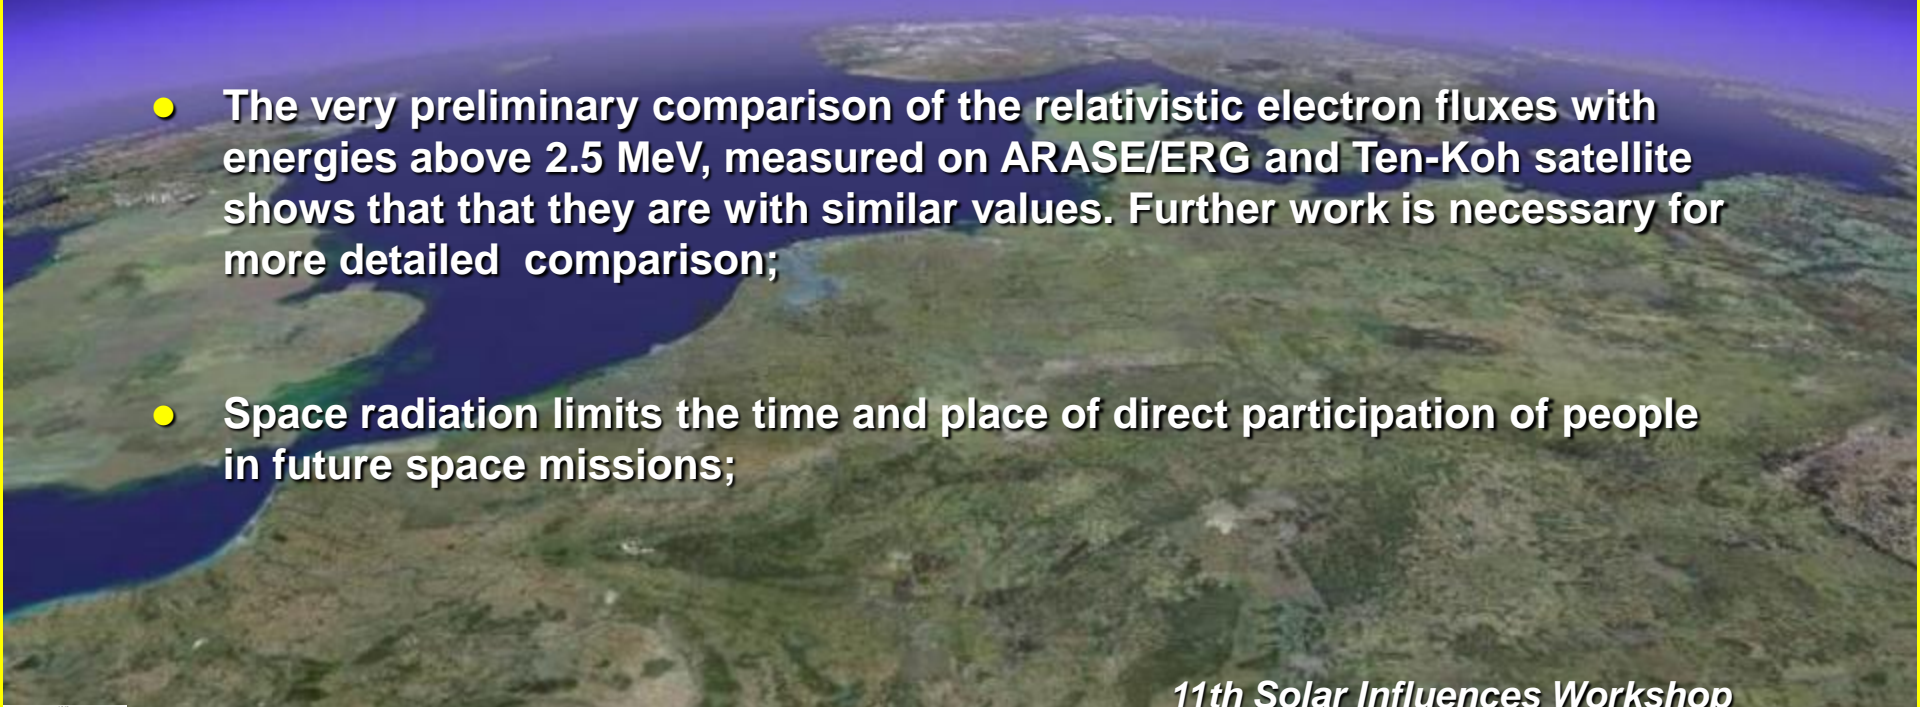 ● The very preliminary comparison of the relativistic electron fluxes with
energies above 2.5 MeV, measured on ARASE/ERG and Ten-Koh satellite
shows that that they are with similar values. Further work is necessary for
more detailed  comparison;
● Space radiation limits the time and place of direct participation of people
in future space missions;
11th Solar Influences Workshop